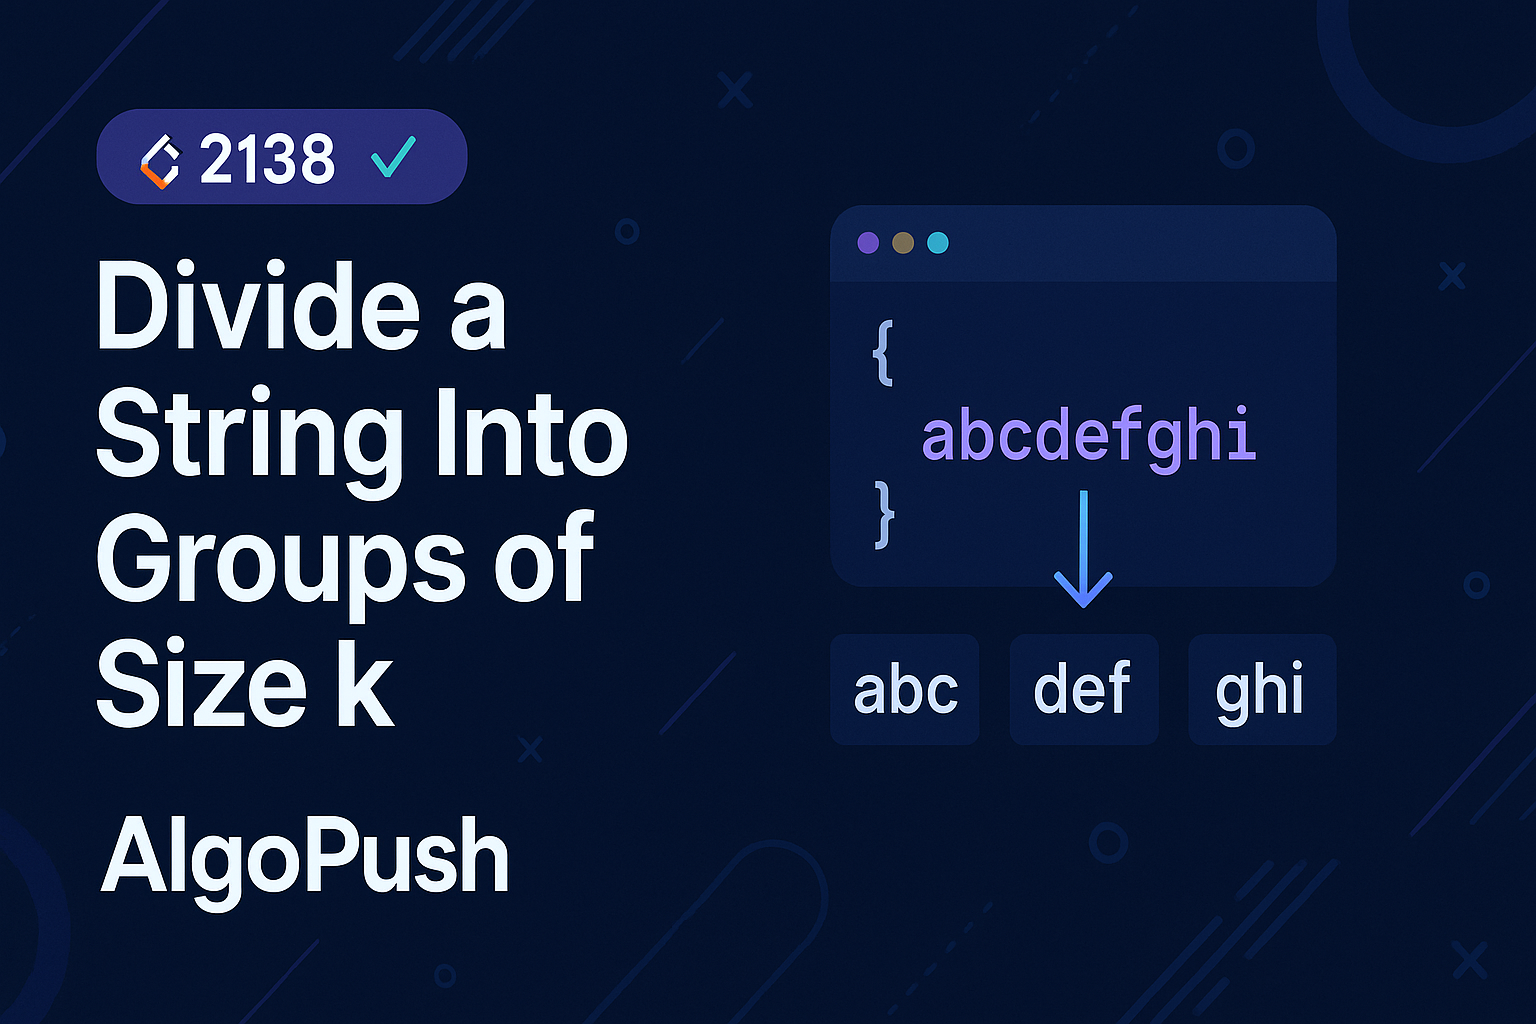 2138
Divide a
String Into
Groups of
Size k
AlgoPush
{
abcdefghi
}
abc
def
ghi